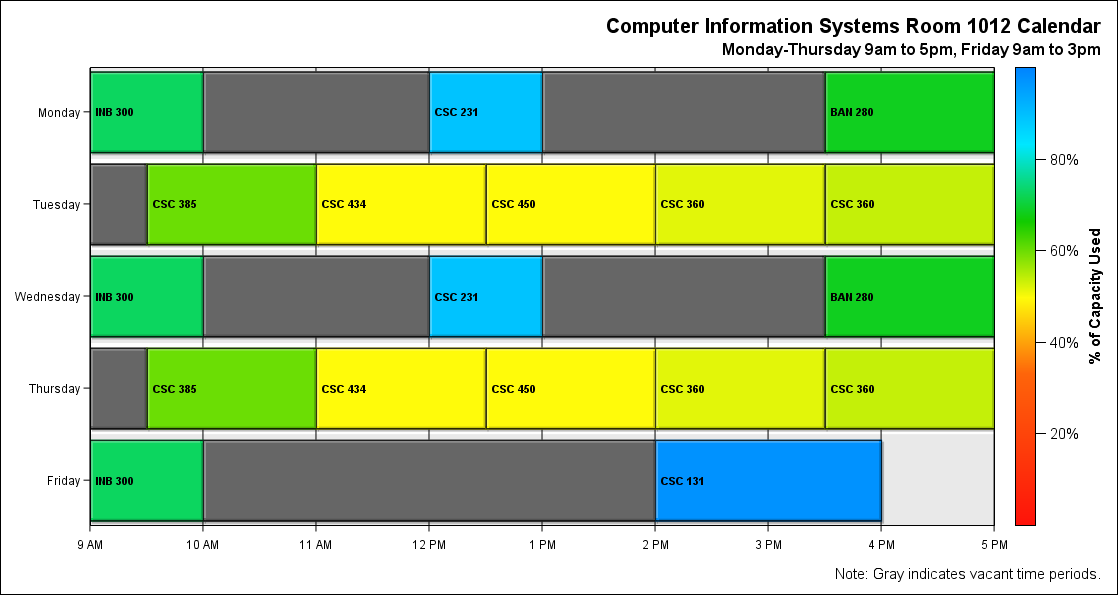 Computer Information Systems Room 1012 Calendar
Monday-Thursday 9am to 5pm, Friday 9am to 3pm
Monday INB 300 CSC 231 BAN 280
Tuesday CSC 385 CSC 434 CSC 450 CSC 360 CSC 360
Wednesday INB 300 CSC 231 BAN 280
Thursday CSC 385 CSC 434 CSC 450 CSC 360 CSC 360
Friday INB 300 CSC 131
9 AM 10 AM 11 AM 12 PM 1 PM 2 PM 3 PM 4 PM 5 PM
80%
60%
40%
20%
% of Capacity Used
Note: Gray indicates vacant time periods.